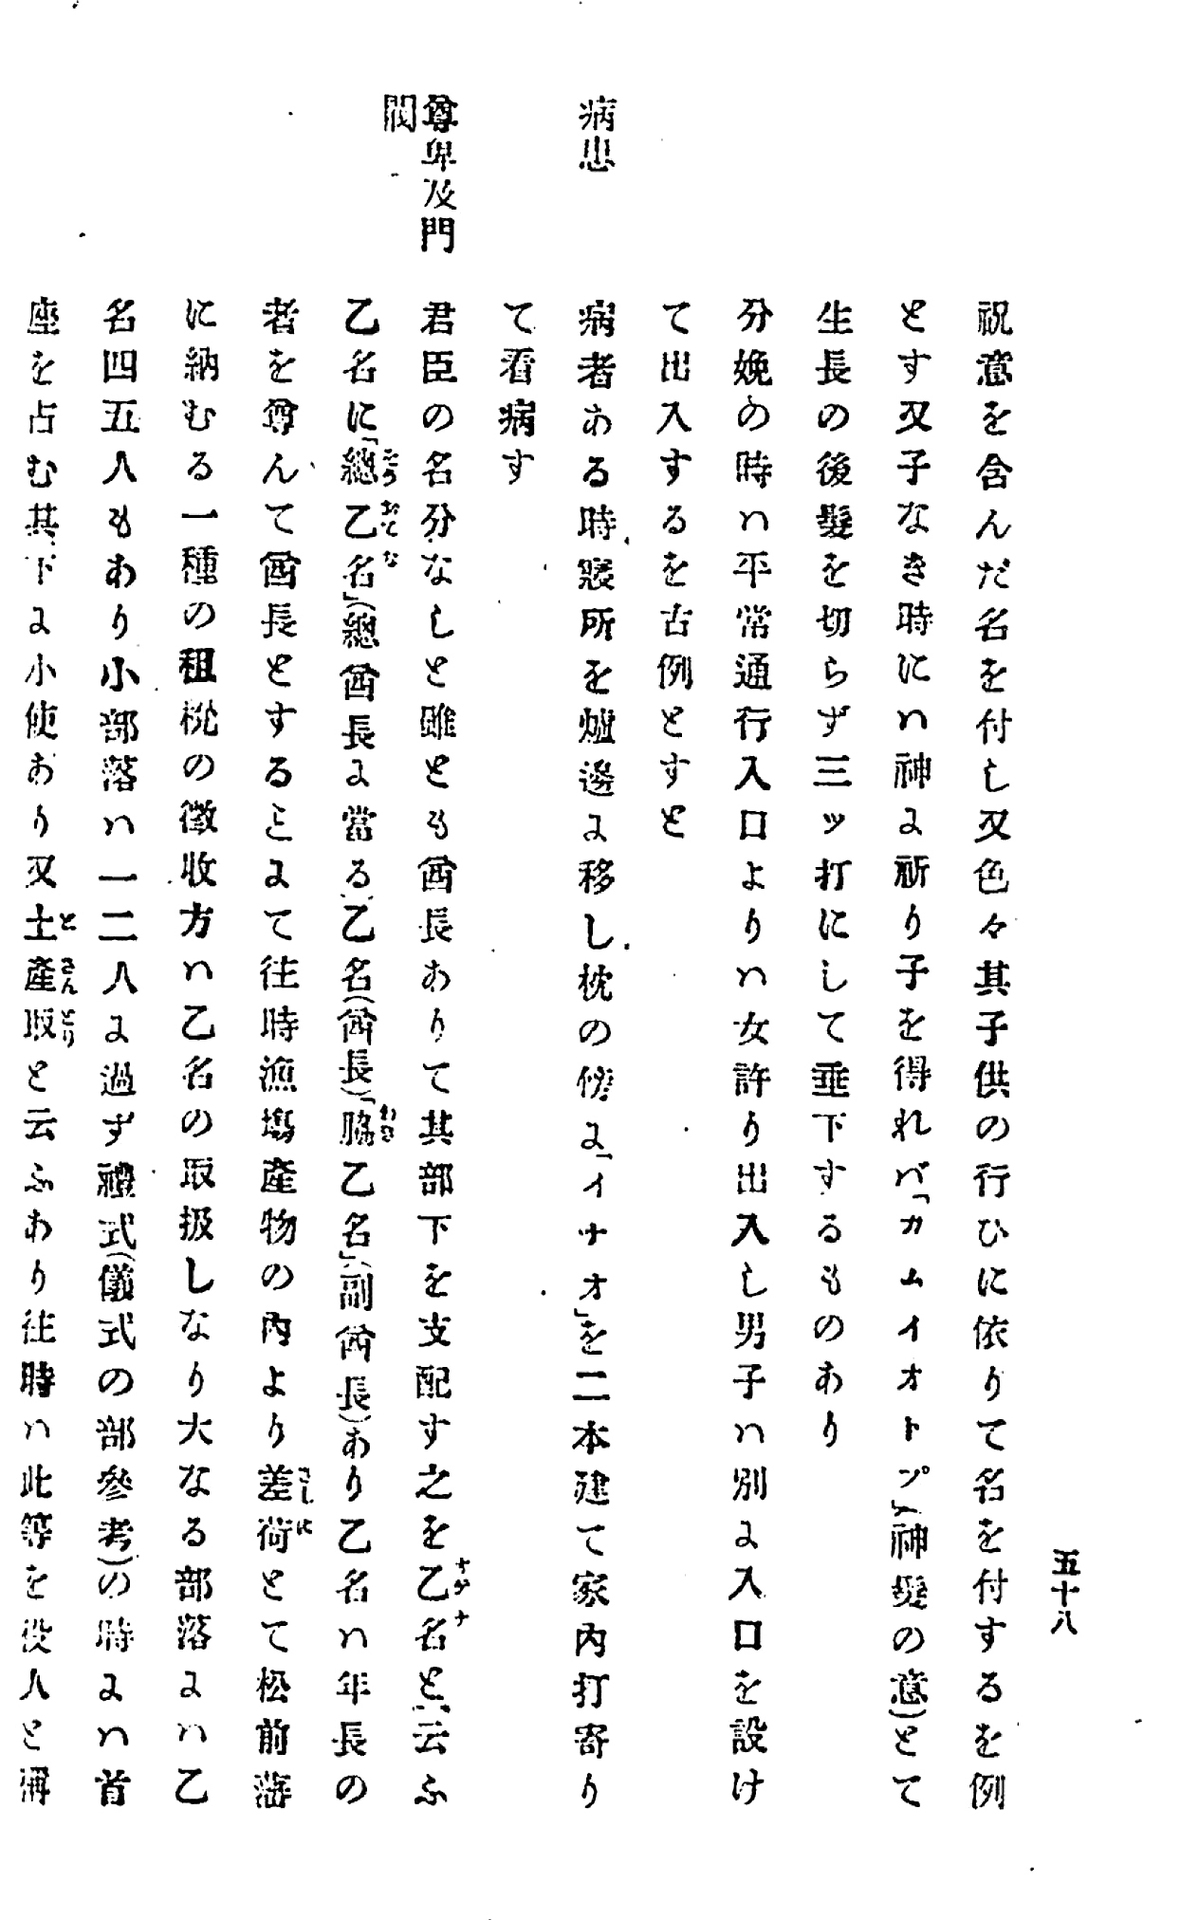 五十八
祝意を含んだ名を付し又色々其子供の行ひに依りて名を付するを例
とす又子なき時にハ神に祈り子を得れバ「カムイオトプ」(神髮の意)とて
生長の後髮を切らず三ッ打にして垂下するものあり
分娩の時ハ平常通行入口よりハ女許り出入し男子ハ別に入口を設け
て出入するを古例とすと
病患
病者ある時寢所を爐邊に移し枕の傍に「イナオ」を二本建て家內打寄り
て看病す
尊卑及門
閥
君臣の名分なしと雖とも酋長ありて其部下を支配す之を乙名と云ふ
乙名に「總乙名」(總酋長に當る)乙名(酋長)「脇乙名」(副酋長)あり乙名ハ年長の
者を尊んて酋長とするとにて往時漁塲產物の內より差荷とて松前藩
に納むる一種の租稅の徵收方ハ乙名の取扱しなり大なる部落にハ乙
名四五人もあり小部落ハ一二人に過ず禮式(儀式の部參考)の時にハ首
座を占む其下に小使あり又土產取と云ふあり往時ハ此等を役人と稱